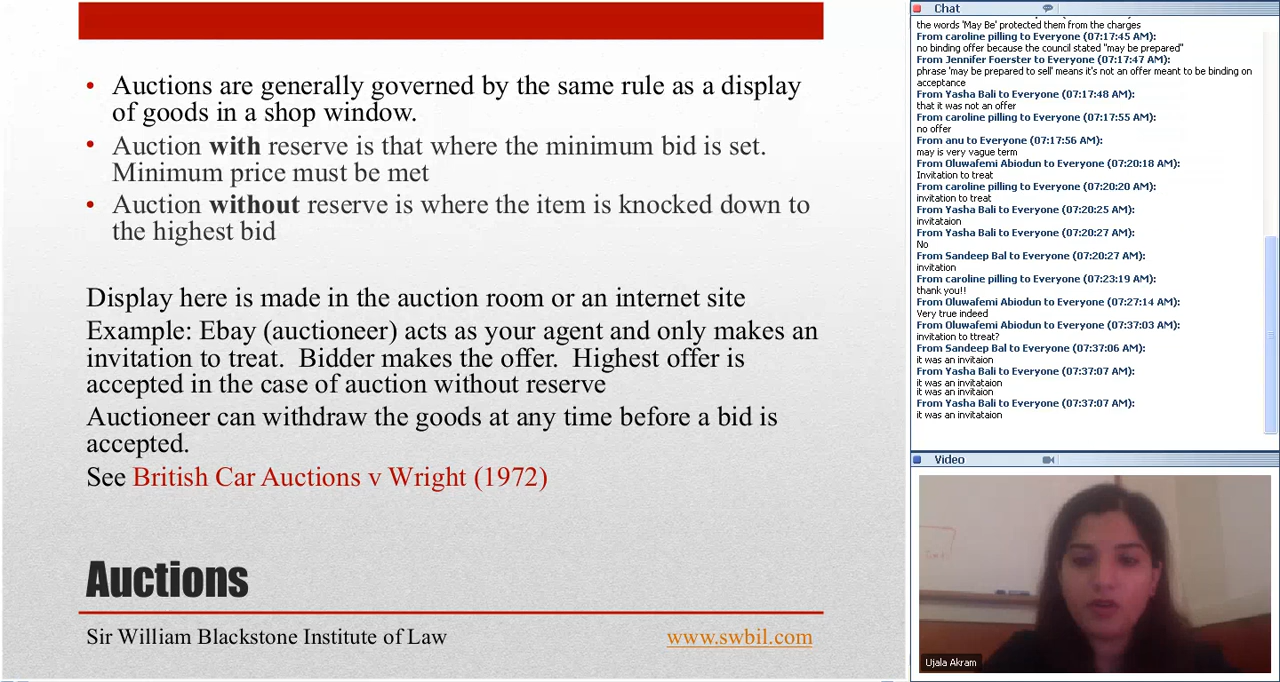 • Auctions are generally governed by the same rule as a display
of goods in a shop window.
• Auction with reserve is that where the minimum bid is set.
Minimum price must be met
• Auction without reserve is where the item is knocked down to
the highest bid
Display here is made in the auction room or an internet site
Example: Ebay (auctioneer) acts as your agent and only makes an
invitation to treat.  Bidder makes the offer.  Highest offer is
accepted in the case of auction without reserve
Auctioneer can withdraw the goods at any time before a bid is
accepted.
See British Car Auctions v Wright (1972)
Auctions
Sir William Blackstone Institute of Law
www.swbil.com
Chat
the words 'May Be' protected them from the charges
From caroline pilling to Everyone (07:17:45 AM):
no binding offer because the council stated "may be prepared"
From Jennifer Foerster to Everyone (07:17:47 AM):
phrase 'may be prepared to sell' means it's not an offer meant to be binding on
acceptance
From Yasha Bali to Everyone (07:17:48 AM):
that it was not an offer
From caroline pilling to Everyone (07:17:55 AM):
no offer
From anu to Everyone (07:17:56 AM):
may is very vague term
From Oluwafemi Abiodun to Everyone (07:20:18 AM):
Invitation to treat
From caroline pilling to Everyone (07:20:20 AM):
invitation to treat
From Yasha Bali to Everyone (07:20:25 AM):
invitataion
From Yasha Bali to Everyone (07:20:27 AM):
No
From Sandeep Bal to Everyone (07:20:27 AM):
invitation
From caroline pilling to Everyone (07:23:19 AM):
thank you!!
From Oluwafemi Abiodun to Everyone (07:27:14 AM):
Very true indeed
From Oluwafemi Abiodun to Everyone (07:37:03 AM):
invitation to ttreat?
From Sandeep Bal to Everyone (07:37:06 AM):
it was an invitaion
From Yasha Bali to Everyone (07:37:07 AM):
it was an invitataion
it was an invitaion
From Yasha Bali to Everyone (07:37:07 AM):
it was an invitataion
Video
Ujala Akram